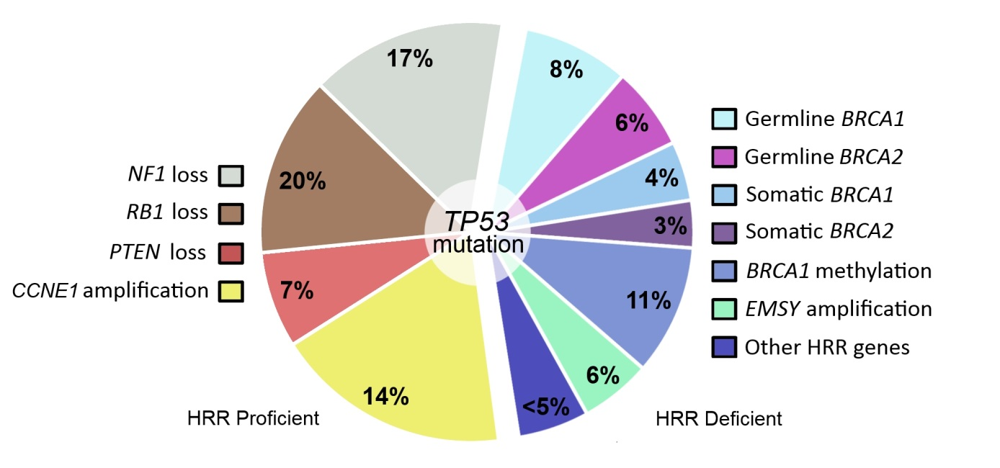 17%
8%
6%
4%
3%
11%
6%
<5%
14%
7%
20%
TP53
mutation
NF1 loss
RB1 loss
PTEN loss
CCNE1 amplification
HRR Proficient
Germline BRCA1
Germline BRCA2
Somatic BRCA1
Somatic BRCA2
BRCA1 methylation
EMSY amplification
Other HRR genes
HRR Deficient